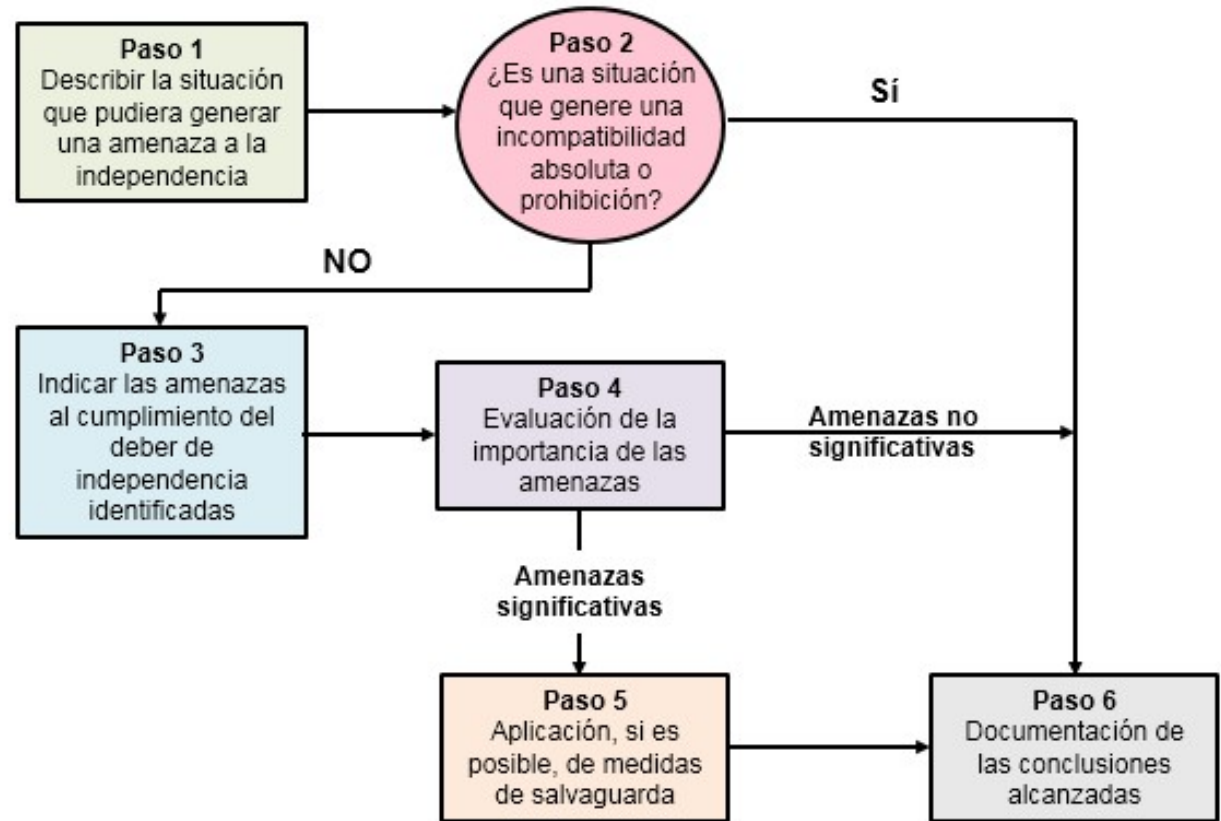 Paso 1
Describir la situación
que pudiera generar
una amenaza a la
independencia
Paso 2
¿Es una situación
que genere una
incompatibilidad
absoluta o
prohibición?
Sí
NO
Paso 3
Indicar las amenazas
al cumplimiento del
deber de
independencia
identificadas
Paso 4
Evaluación de la
importancia de las
amenazas
Amenazas no
significativas
Amenazas
significativas
Paso 5
Aplicación, si es
posible, de medidas
de salvaguarda
Paso 6
Documentación de
las conclusiones
alcanzadas